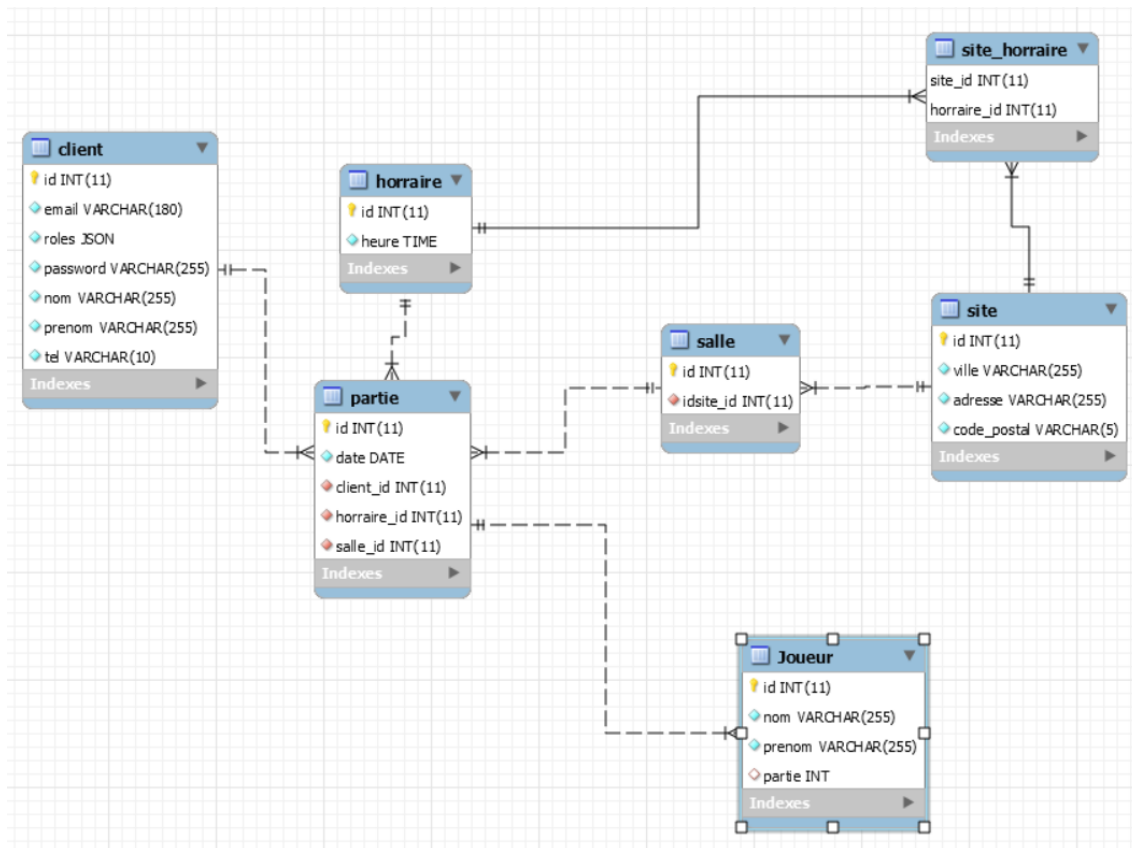 site_horraire
site_id INT(11)
horraire_id INT(11)
Indexes
client
id INT(11)
email VARCHAR(180)
roles JSON
password VARCHAR(255)
nom VARCHAR(255)
prenom VARCHAR(255)
tel VARCHAR(10)
Indexes
horraire
id INT(11)
heure TIME
Indexes
site
id INT(11)
ville VARCHAR(255)
adresse VARCHAR(255)
code_postal VARCHAR(5)
Indexes
salle
id INT(11)
idsite_id INT(11)
Indexes
partie
id INT(11)
date DATE
client_id INT(11)
horraire_id INT(11)
salle_id INT(11)
Indexes
Joueur
id INT(11)
nom VARCHAR(255)
prenom VARCHAR(255)
partie INT
Indexes